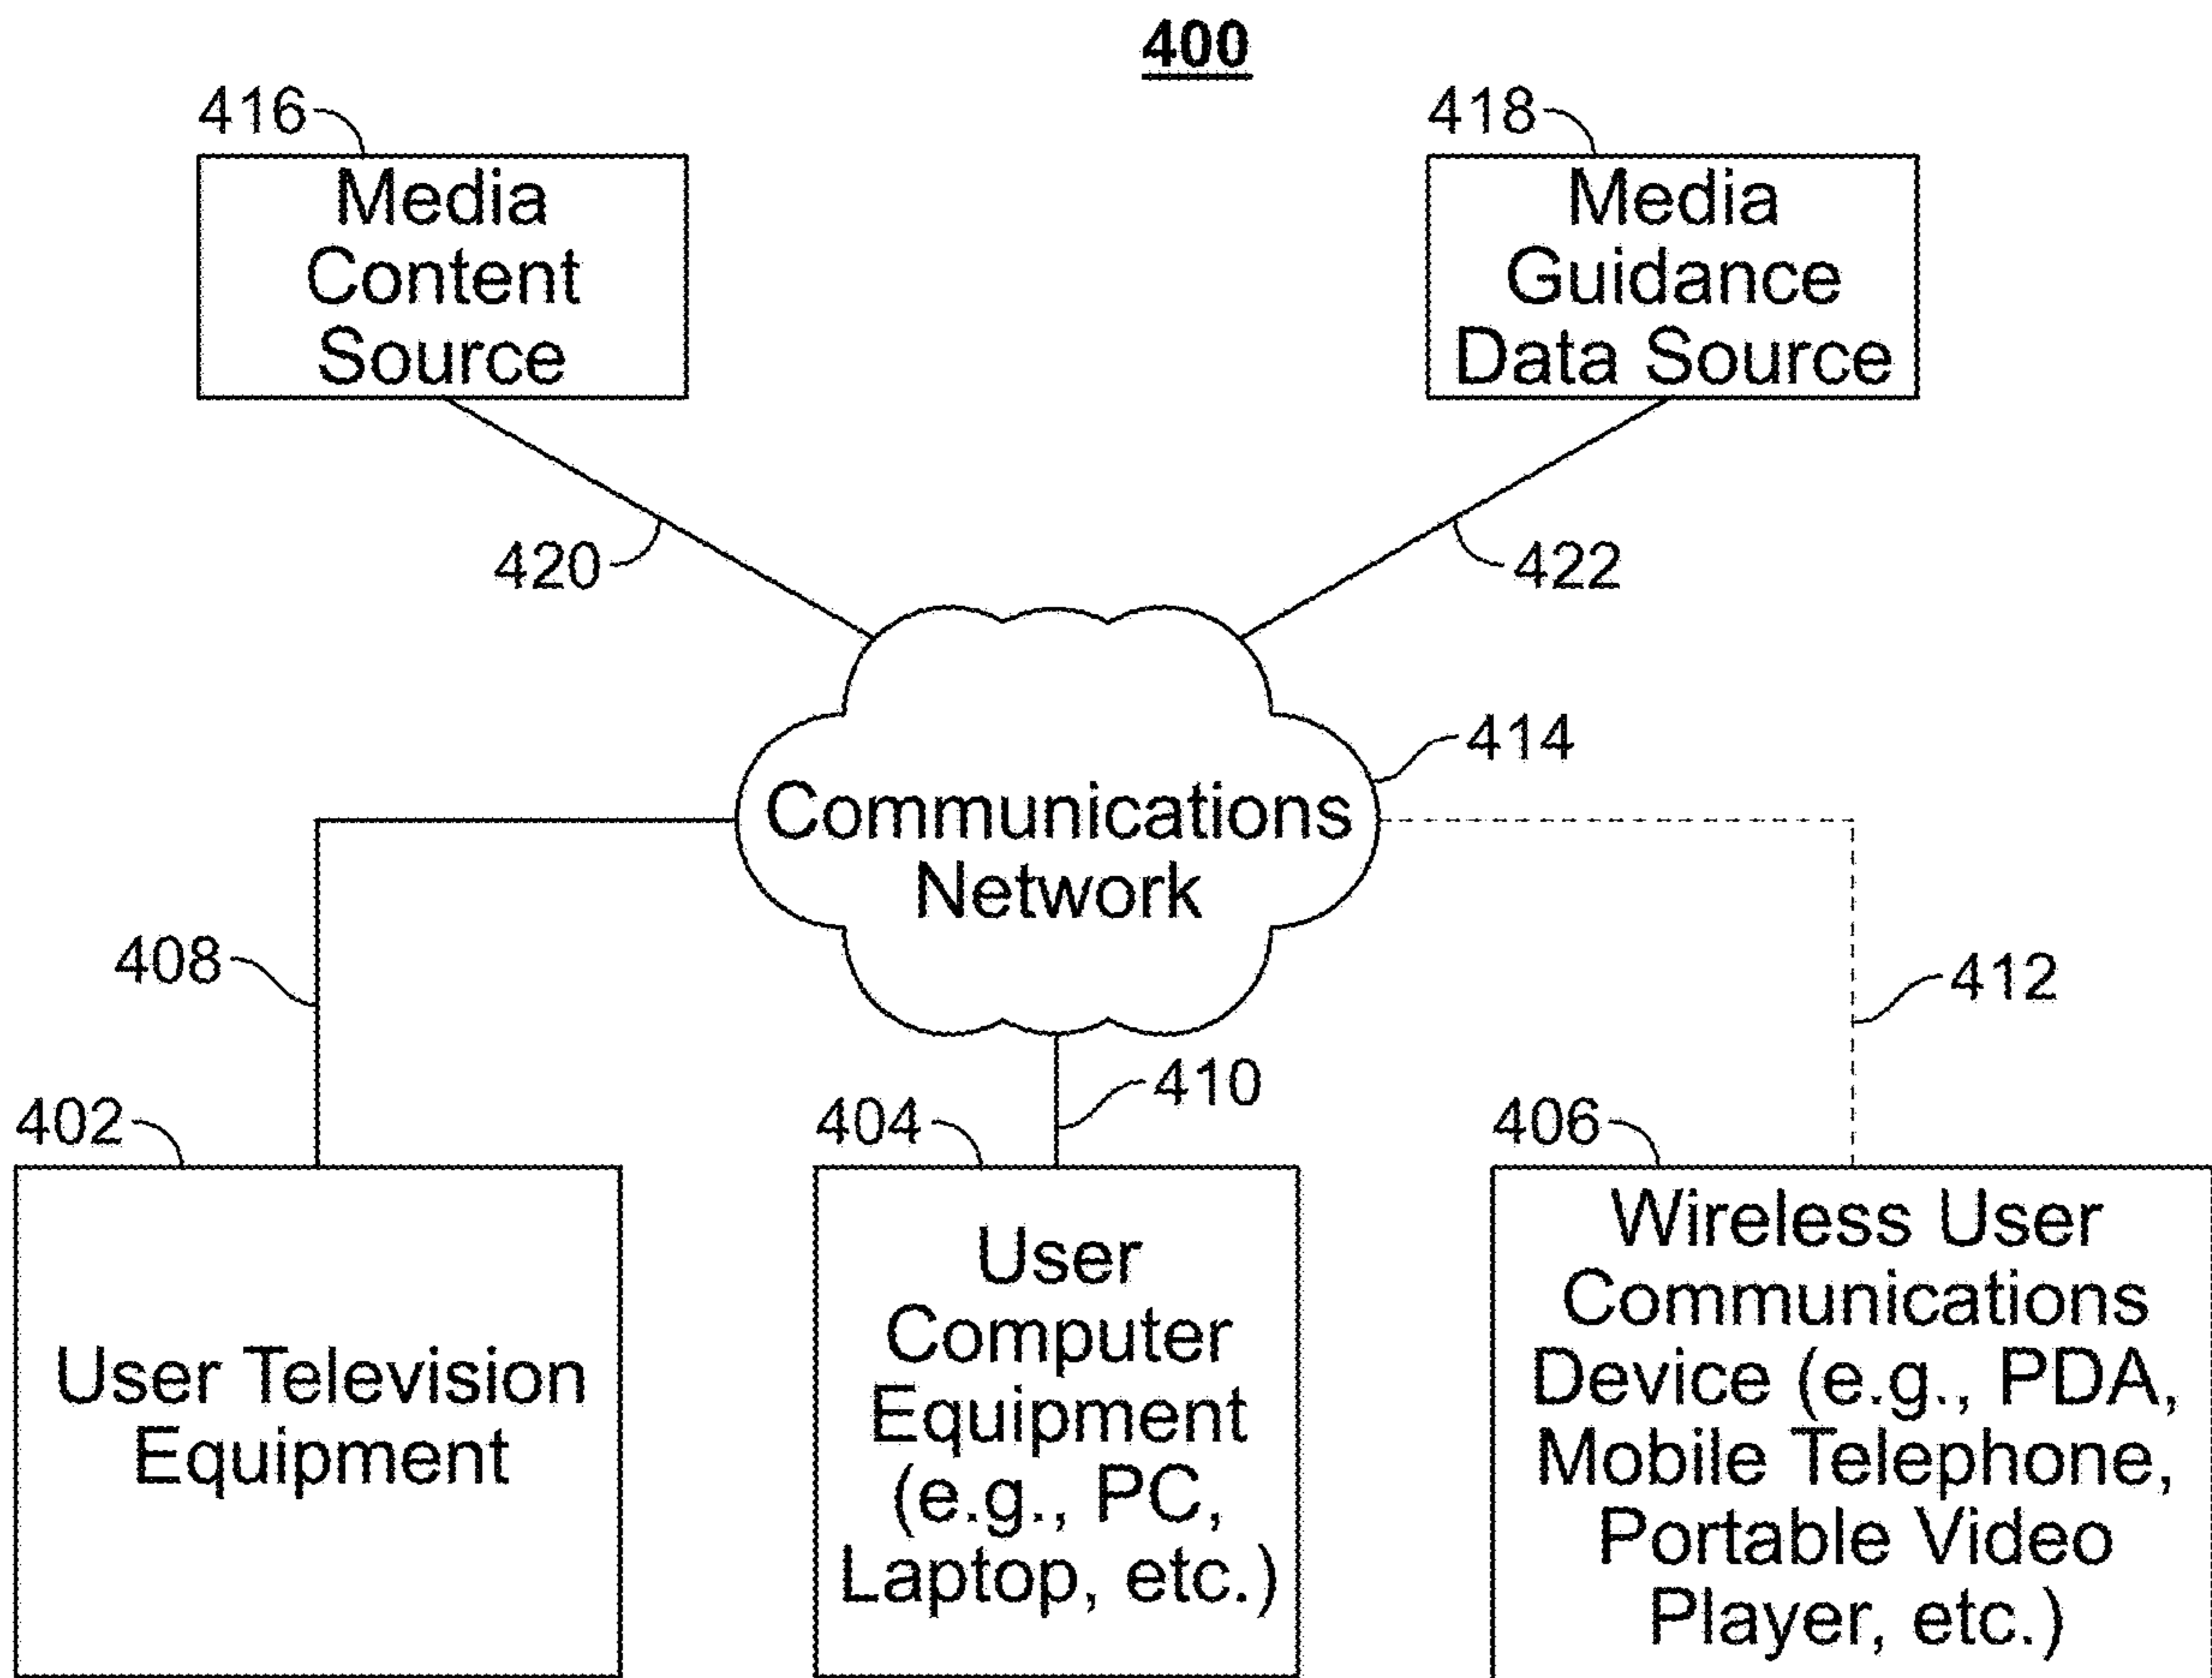 400
416
418
Media
Content
Source
Media
Guidance
Data Source
420
422
414
Communications
Network
408
412
410
402
404
406
User Television
Equipment
User
Computer
Equipment
(e.g., PC,
Laptop, etc.)
Wireless User
Communications
Device (e.g., PDA,
Mobile Telephone,
Portable Video
Player, etc.)